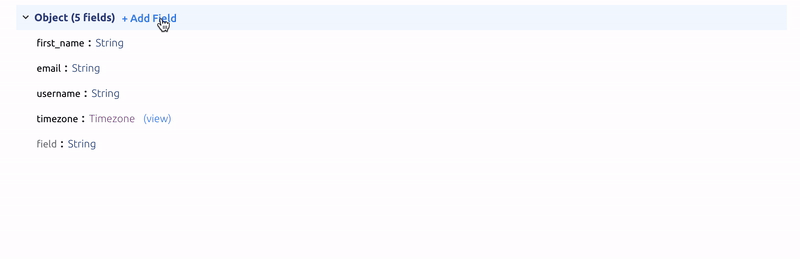 Object (5 fields) + Add Field
first_name : String
email : String
username : String
timezone : Timezone (view)
field : String